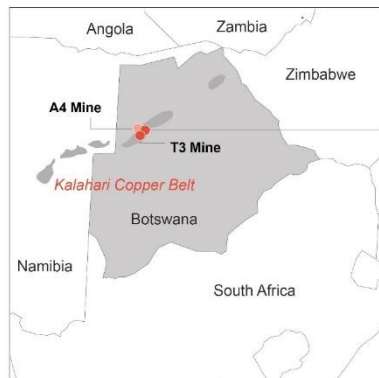 Angola
Zambia
Zimbabwe
A4 Mine
T3 Mine
Kalahari Copper Belt
Botswana
Namibia
South Africa